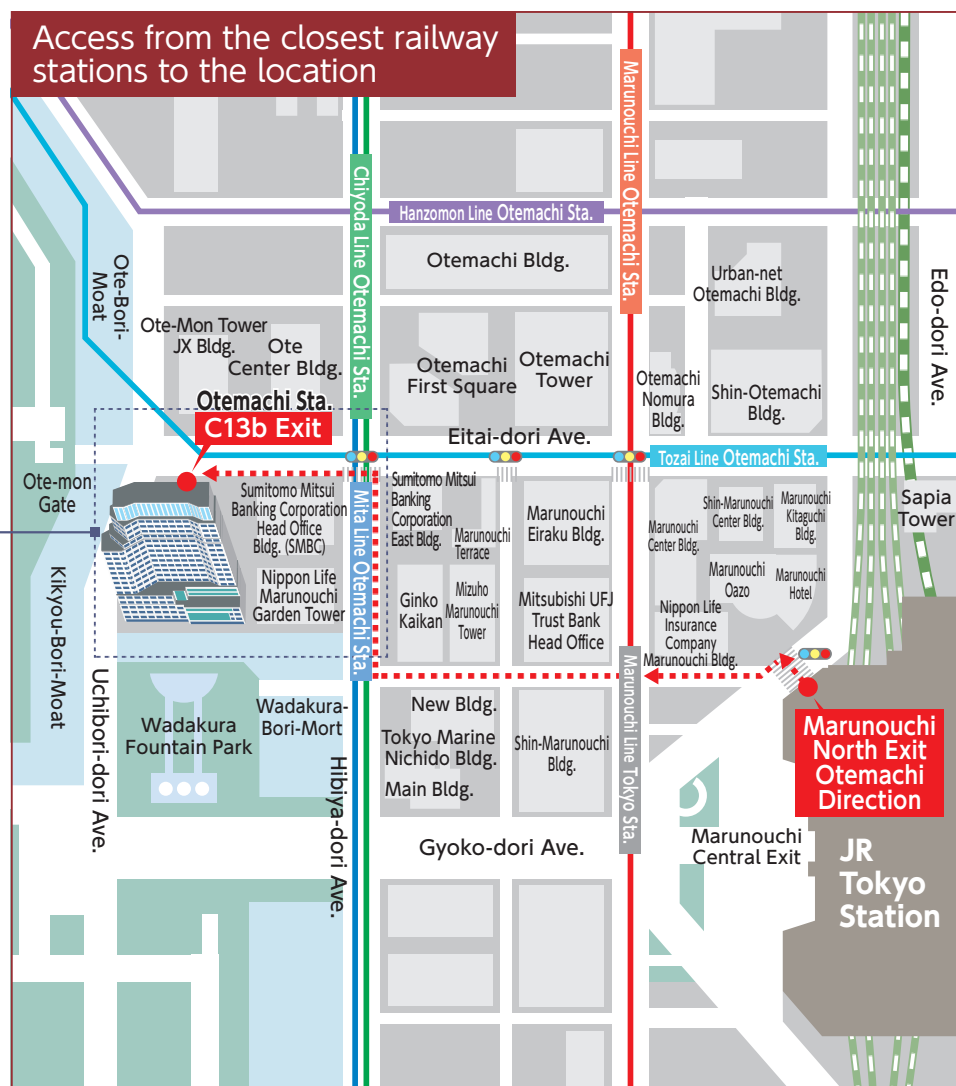 Access from the closest railway
stations to the location
Marunouchi Line Otemachi Sta.
Chiyoda Line Otemachi Sta.
Hanzomon Line Otemachi Sta.
Otemachi Bldg.
Urban-net
Otemachi Bldg.
Edo-dori Ave.
Ote-Bori-
Moat
Ote-Mon Tower
JX Bldg.
Ote
Center Bldg.
Otemachi
First Square
Otemachi
Tower
Otemachi
Nomura
Bldg.
Shin-Otemachi
Bldg.
Otemachi Sta.
C13b Exit
Eitai-dori Ave.
Tozai Line Otemachi Sta.
Ote-mon
Gate
Sumitomo Mitsui
Banking Corporation
Head Office
Bldg. (SMBC)
Mita Line Otemachi Sta.
Sumitomo Mitsui
Banking
Corporation
East Bldg.
Marunouchi
Terrace
Marunouchi
Eiraku Bldg.
Marunouchi
Center Bldg.
Shin-Marunouchi
Center Bldg.
Marunouchi
Kitaguchi
Bldg.
Sapia
Tower
Kikyou-Bori-Moat
Nippon Life
Marunouchi
Garden Tower
Ginko
Kaikan
Mizuho
Marunouchi
Tower
Mitsubishi UFJ
Trust Bank
Head Office
Marunouchi
Oazo
Marunouchi
Hotel
Nippon Life
Insurance
Company
Marunouchi Bldg.
Uchibori-dori Ave.
Wadakura
Fountain Park
Wadakura-
Bori-Mort
Hibiya-dori Ave.
New Bldg.
Tokyo Marine
Nichido Bldg.
Main Bldg.
Shin-Marunouchi
Bldg.
Marunouchi Line Tokyo Sta.
Marunouchi
North Exit
Otemachi
Direction
Gyoko-dori Ave.
Marunouchi
Central Exit
JR
Tokyo
Station